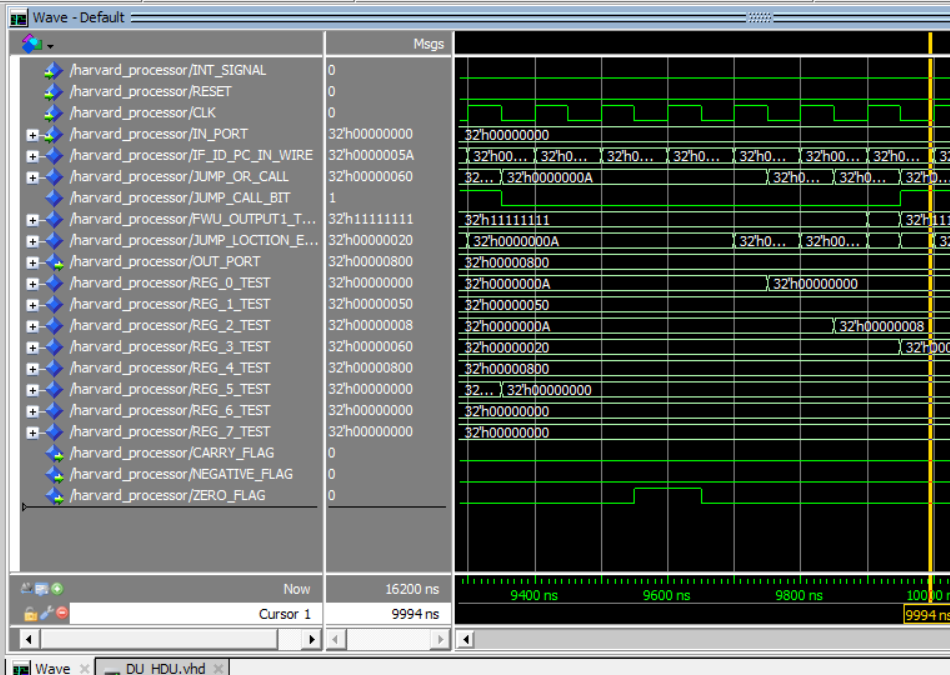 Wave - Default
Msgs
/harvard_processor/INT_SIGNAL 0
/harvard_processor/RESET 0
/harvard_processor/CLK 0
/harvard_processor/IN_PORT 32'h00000000 32'h00000000
/harvard_processor/IF_ID_PC_IN_WIRE 32'h0000005A 32'h00... 32'h0... 32'h0... 32'h0... 32'h0... 32'h00... 32'h0...
/harvard_processor/JUMP_OR_CALL 32'h00000060 32... 32'h0000000A 32'h0... 32'h0... 32'h0...
/harvard_processor/JUMP_CALL_BIT 1
/harvard_processor/FWU_OUTPUT1_T... 32'h11111111 32'h11111111 32'h11
/harvard_processor/JUMP_LOCTION_E... 32'h00000020 32'h0000000A 32'h0... 32'h00...
/harvard_processor/OUT_PORT 32'h00000800 32'h00000800
/harvard_processor/REG_0_TEST 32'h00000000 32'h0000000A 32'h00000000
/harvard_processor/REG_1_TEST 32'h00000050 32'h00000050
/harvard_processor/REG_2_TEST 32'h00000008 32'h0000000A 32'h00000008
/harvard_processor/REG_3_TEST 32'h00000060 32'h00000020 32'h000
/harvard_processor/REG_4_TEST 32'h00000800 32'h00000800
/harvard_processor/REG_5_TEST 32'h00000000 32... 32'h00000000
/harvard_processor/REG_6_TEST 32'h00000000 32'h00000000
/harvard_processor/REG_7_TEST 32'h00000000 32'h00000000
/harvard_processor/CARRY_FLAG 0
/harvard_processor/NEGATIVE_FLAG 0
/harvard_processor/ZERO_FLAG 0
Now 16200 ns 9400 ns 9600 ns 9800 ns
Cursor 1 9994 ns 9994 ns
Wave DU_HDU.vhd